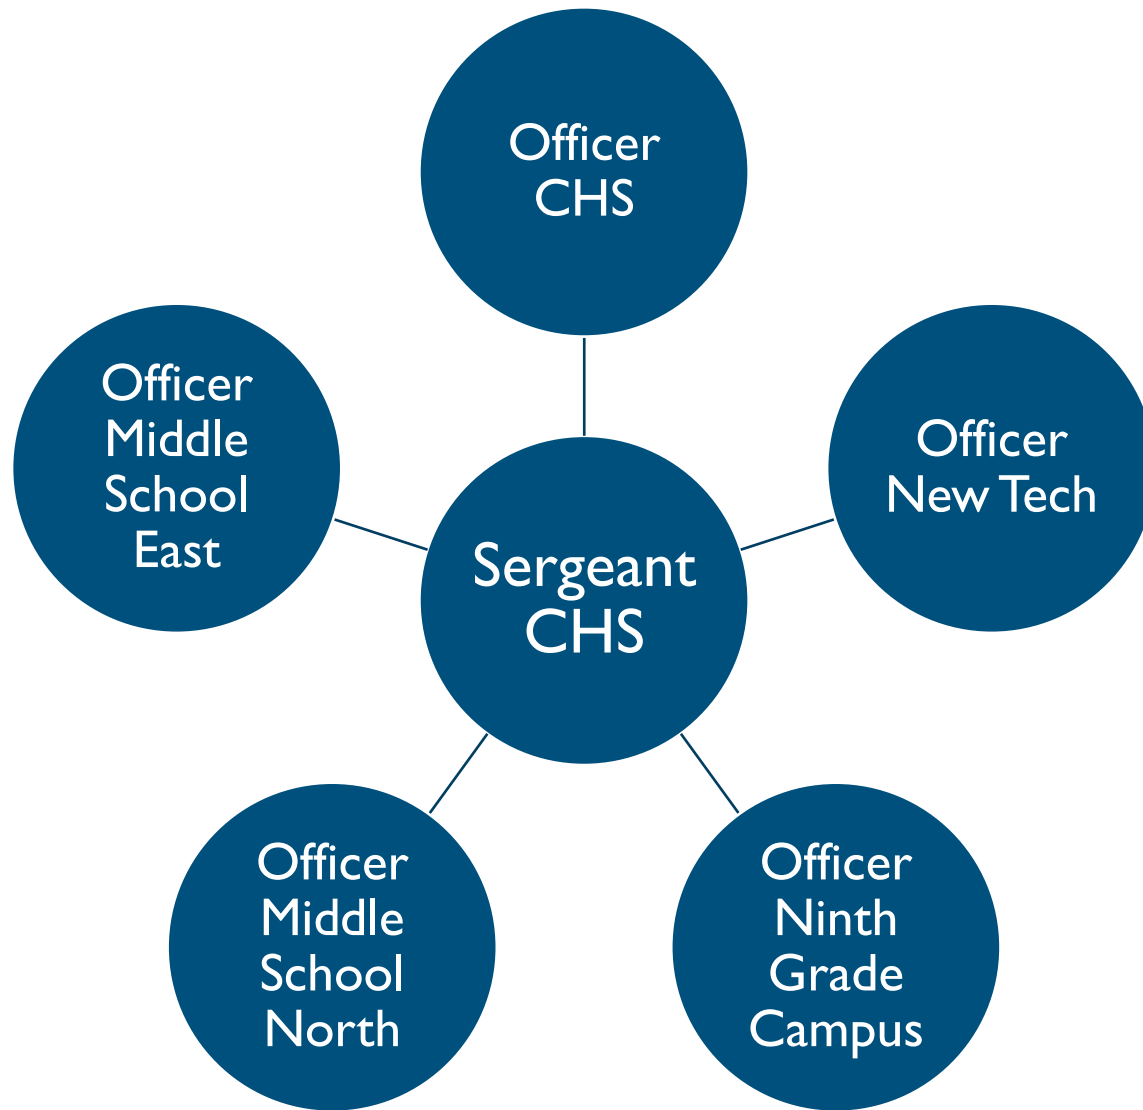 Officer
CHS
Officer
Middle
School
East
Officer
New Tech
Sergeant
CHS
Officer
Middle
School
North
Officer
Ninth
Grade
Campus